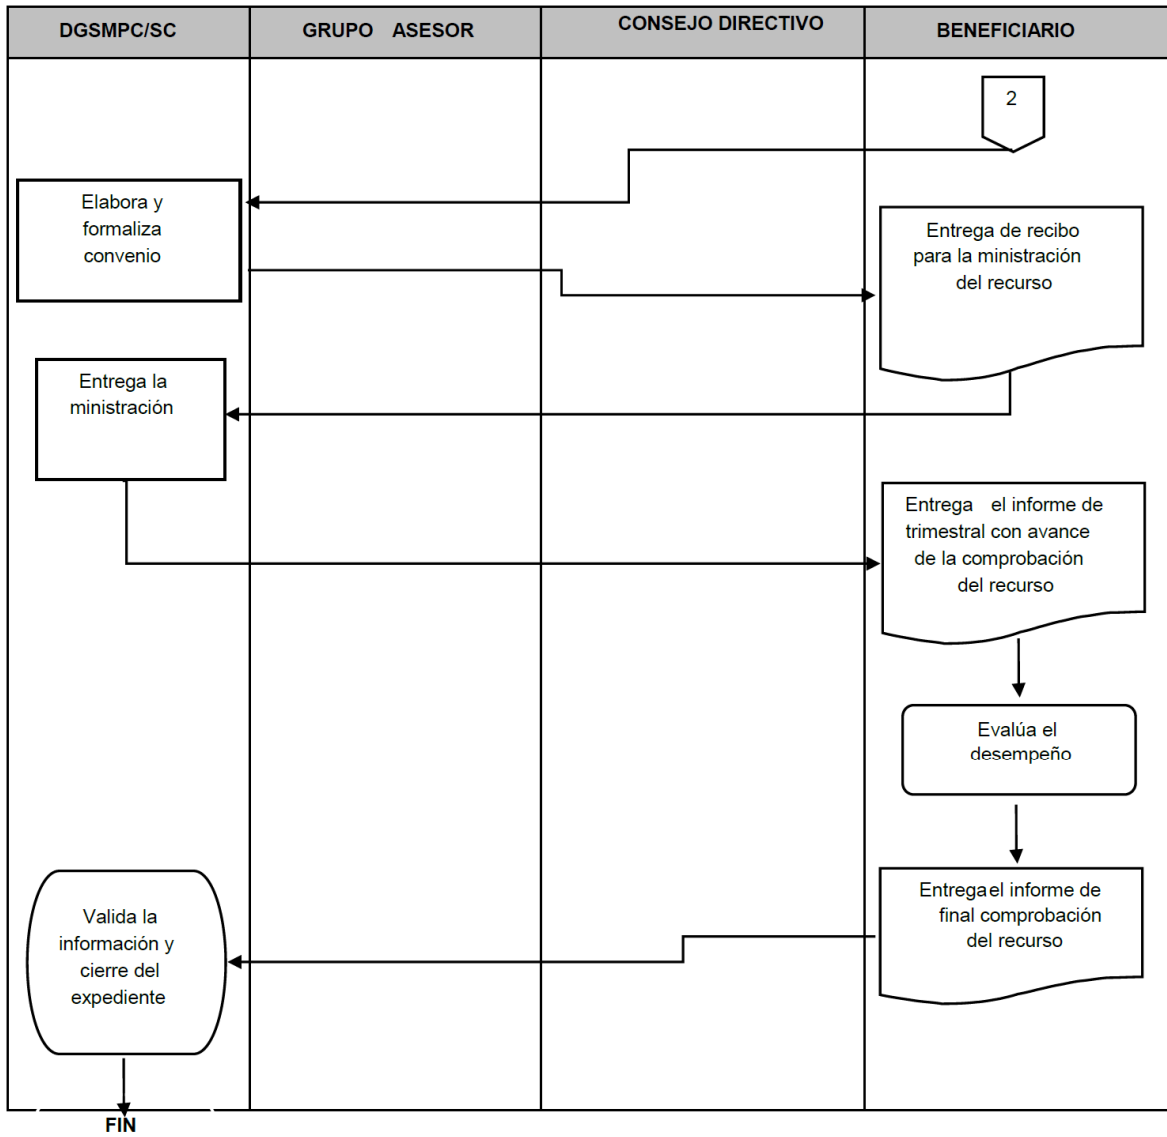 DGSMPC/SC
GRUPO ASESOR
CONSEJO DIRECTIVO
BENEFICIARIO
2
Elabora y
formaliza
convenio
Entrega de recibo
para la ministración
del recurso
Entrega la
ministración
Entrega el informe de
trimestral con avance
de la comprobación
del recurso
Evalúa el
desempeño
Entregael informe de
final comprobación
del recurso
Valida la
información y
cierre del
expediente
FIN